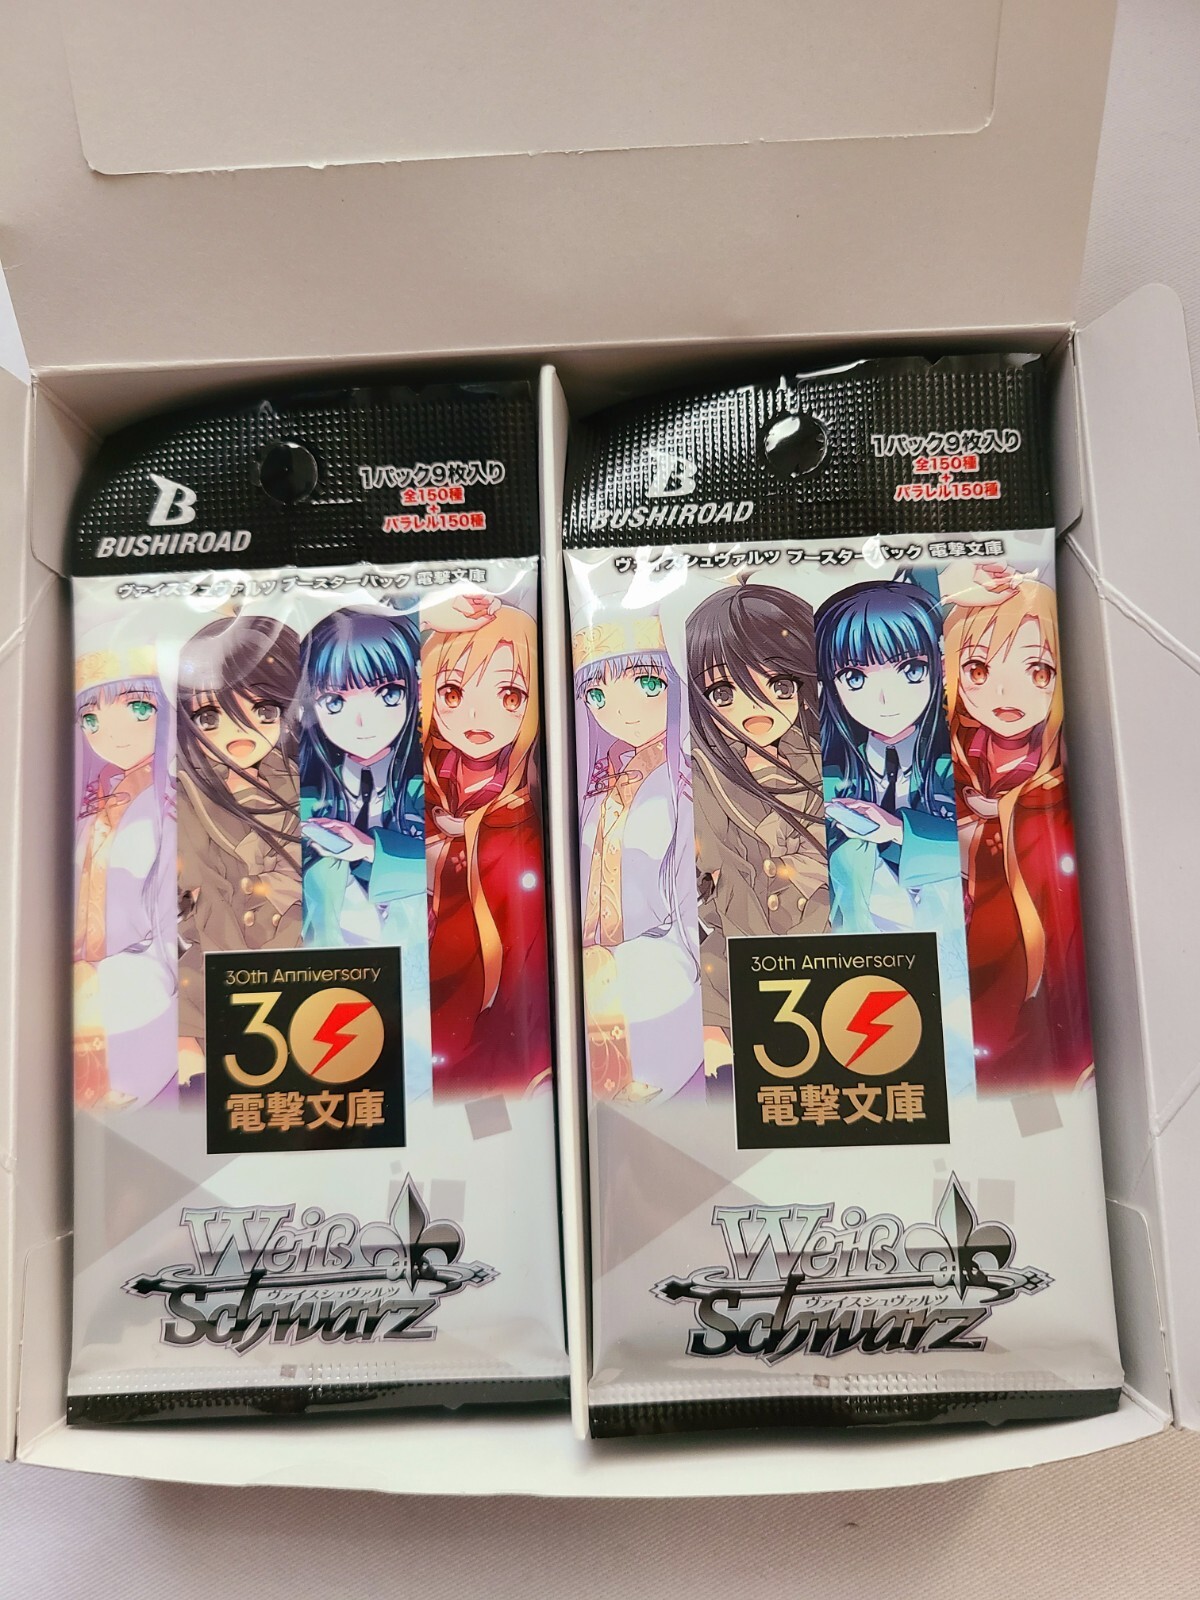 BUSHIROAD
1パック9枚入り
全150種
+
パラレル150種
ヴァイスシュヴァルツ ブースターパック 電撃文庫
30th Anniversary
30
電撃文庫
Weiß
ヴァイスシュヴァルツ
Schwarz
BUSHIROAD
1パック9枚入り
全150種
+
パラレル150種
ヴァイスシュヴァルツ ブースターパック 電撃文庫
30th Anniversary
30
電撃文庫
Weiß
ヴァイスシュヴァルツ
Schwarz